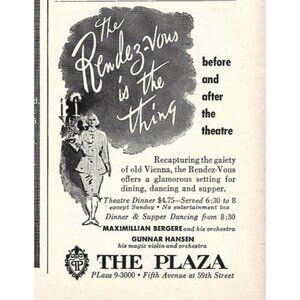 the
Rendez-Vous
is the
thing
before
and
after
the
theatre
Recapturing the gaiety
of old Vienna, the Rendez-Vous
offers a glamorous setting for
dining, dancing and supper.
Theatre Dinner $4.75—Served 6:30 to 8
except Sunday • No entertainment tax
Dinner & Supper Dancing from 8:30
MAXIMILLIAN BERGERE and his orchestra
GUNNAR HANSEN
his magic violin and orchestra
THE PLAZA
PLaza 9-3000 • Fifth Avenue at 59th Street